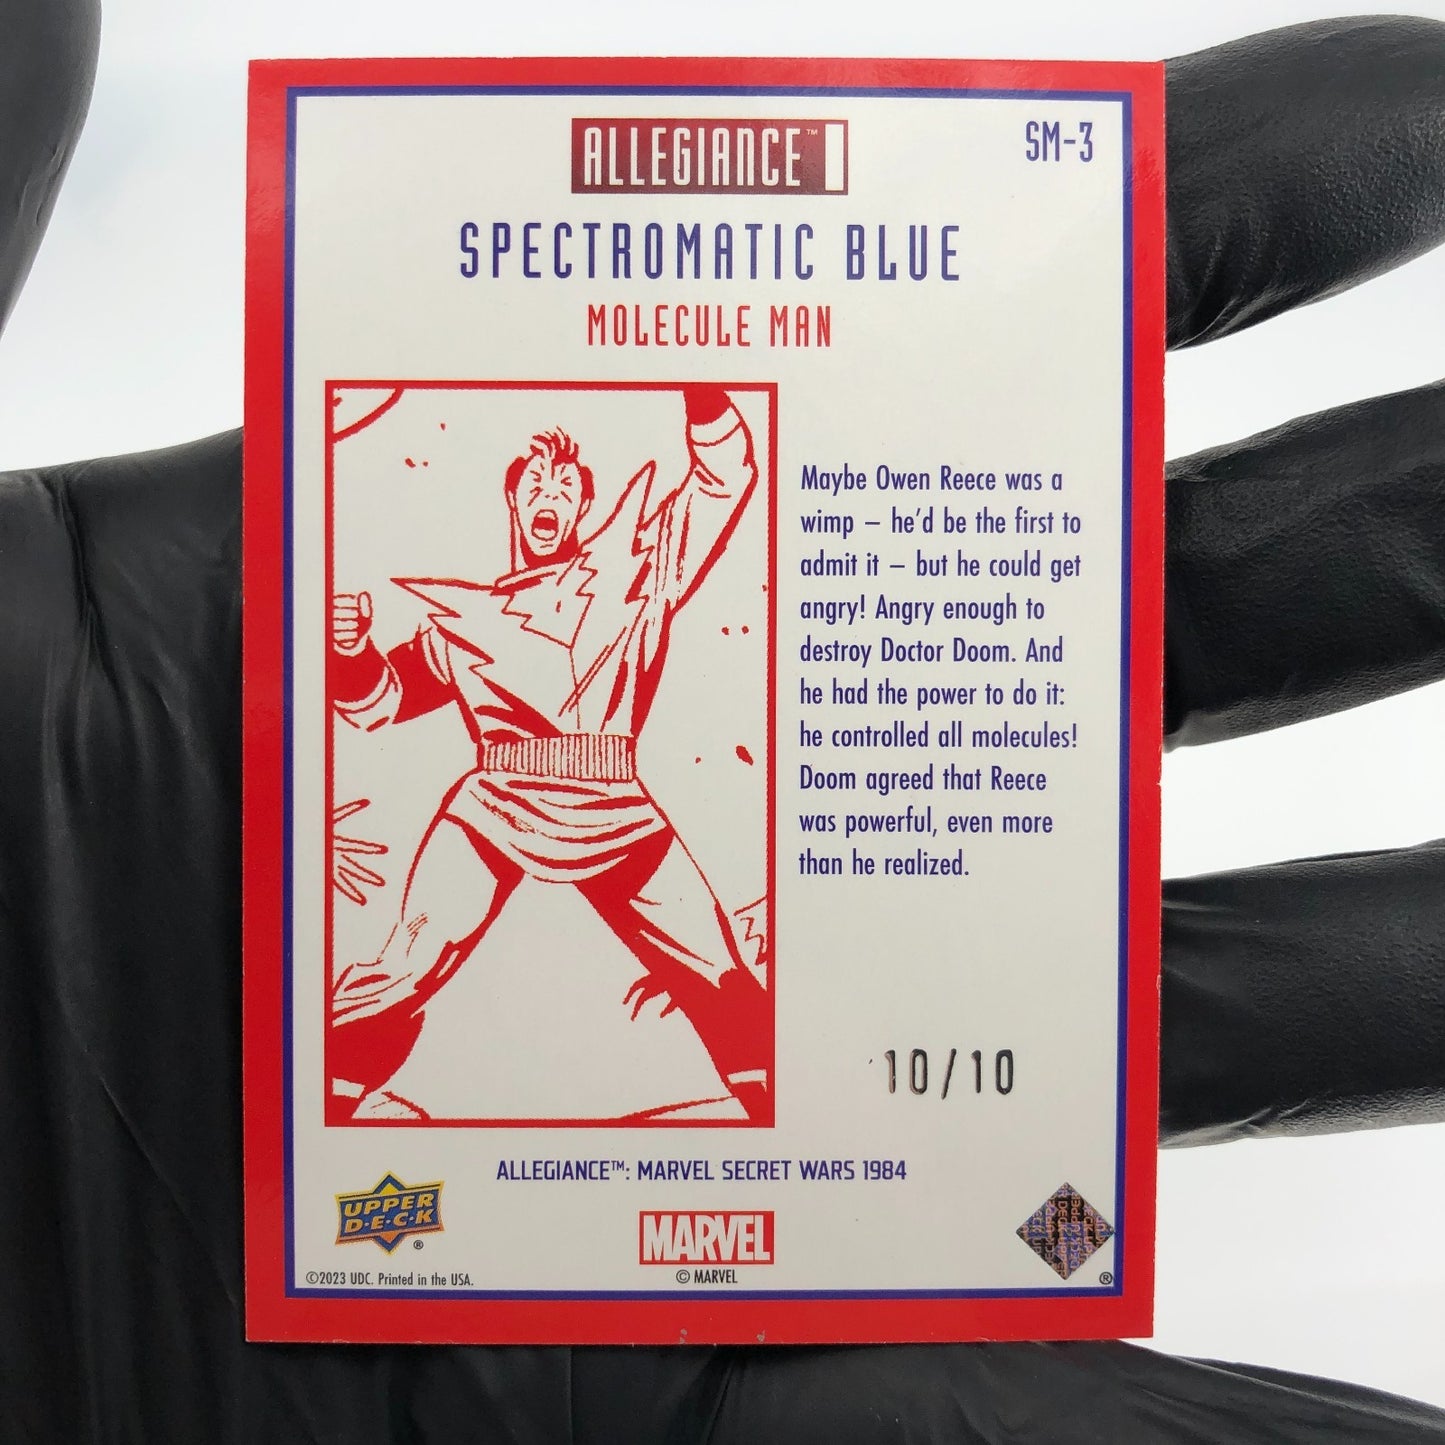 ALLEGIANCE™
SM-3
SPECTROMATIC BLUE
MOLECULE MAN
Maybe Owen Reece was a
wimp – he'd be the first to
admit it – but he could get
angry! Angry enough to
destroy Doctor Doom. And
he had the power to do it:
he controlled all molecules!
Doom agreed that Reece
was powerful, even more
than he realized.
10/10
ALLEGIANCE™: MARVEL SECRET WARS 1984
UPPER
D·E·C·K
®
MARVEL
©2023 UDC. Printed in the USA.
© MARVEL
®